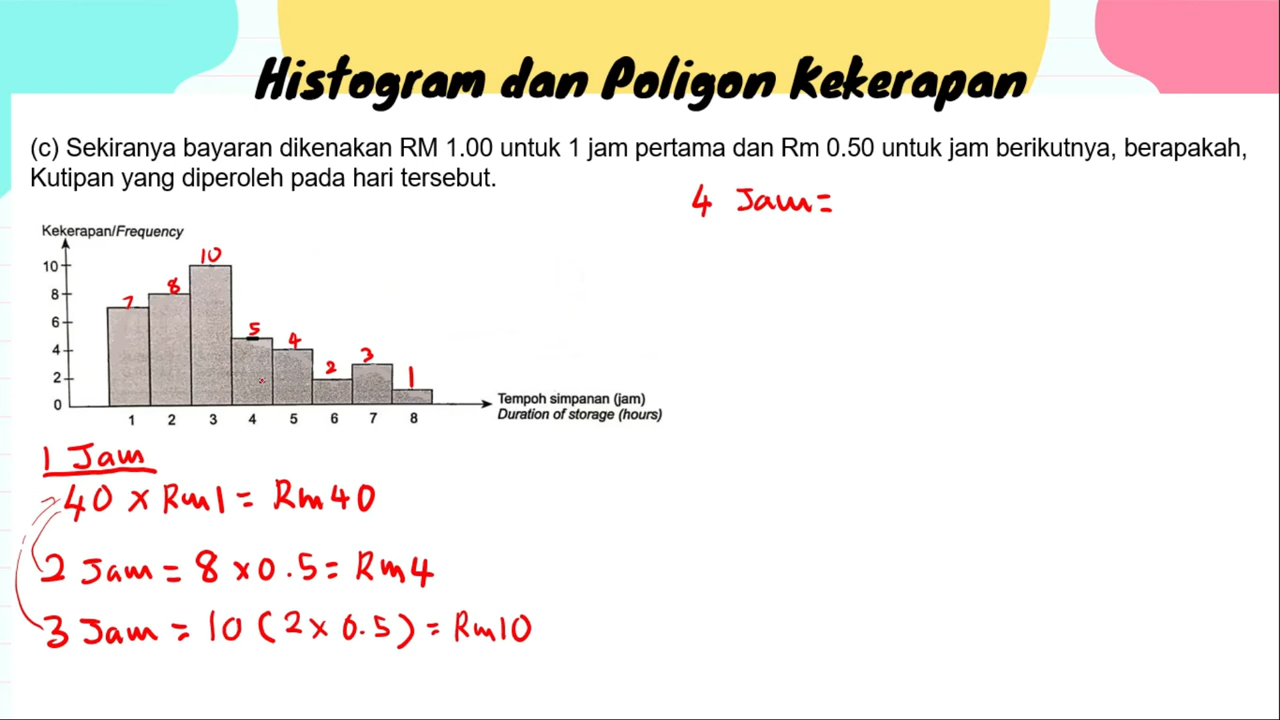 Histogram dan Poligon Kekerapan
(c) Sekiranya bayaran dikenakan RM 1.00 untuk 1 jam pertama dan Rm 0.50 untuk jam berikutnya, berapakah,
Kutipan yang diperoleh pada hari tersebut.
4 Jam=
Kekerapan/Frequency
10
8
6
4
2
0
7 8 10 5 4 2 3 1
1 2 3 4 5 6 7 8
Tempoh simpanan (jam)
Duration of storage (hours)
1 Jam
40 x Rm1 = Rm40
2 Jam = 8 x 0.5 = Rm4
3 Jam = 10 (2 x 0.5) = Rm10